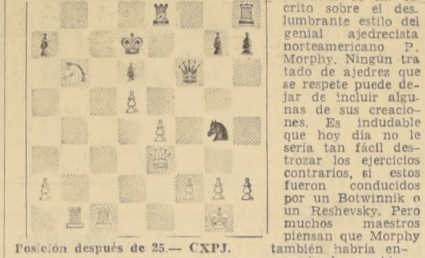 crito sobre el des-
lumbrante estilo del
genial ajedrecista
norteamericano P.
Morphy. Ningún tra
tado de ajedrez que
se respete puede de-
jar de incluir algu-
nas de sus creacio-
nes. Es indudable
que hoy día no le
sería tan fácil des-
trozar los ejercicios
contrarios, si estos
fueron conducidos
por un Botwinnik o
un Reshevsky. Pero
muchos maestros
piensan que Morphy
también habría en-
Posición después de 25.— CXPJ.